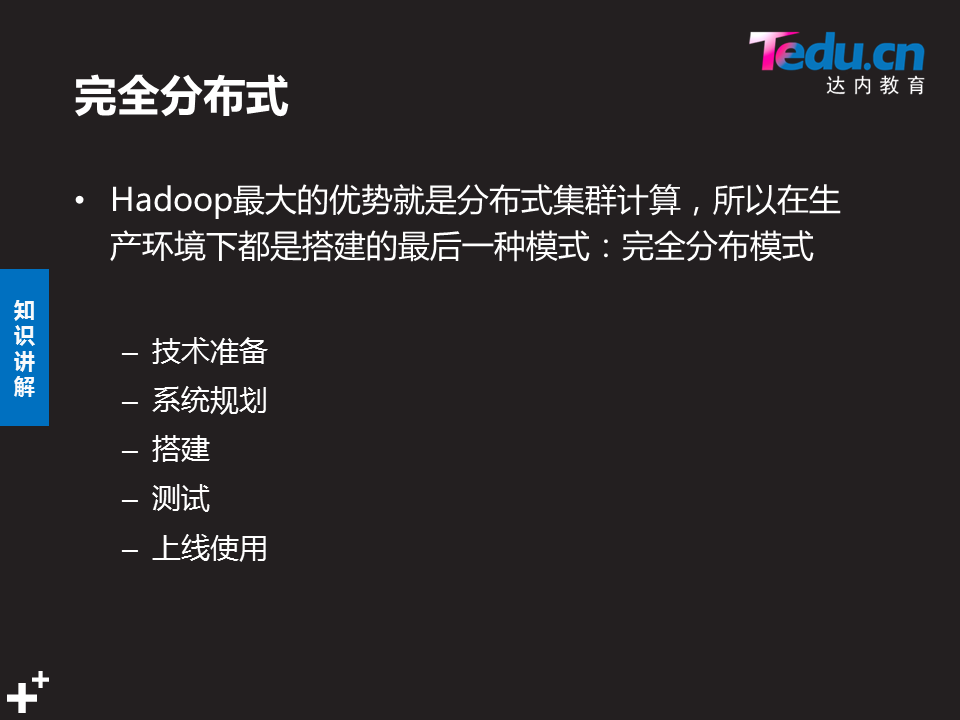 Tedu.cn
达内教育
完全分布式
• Hadoop最大的优势就是分布式集群计算，所以在生
产环境下都是搭建的最后一种模式：完全分布模式
– 技术准备
– 系统规划
– 搭建
– 测试
– 上线使用
知
识
讲
解